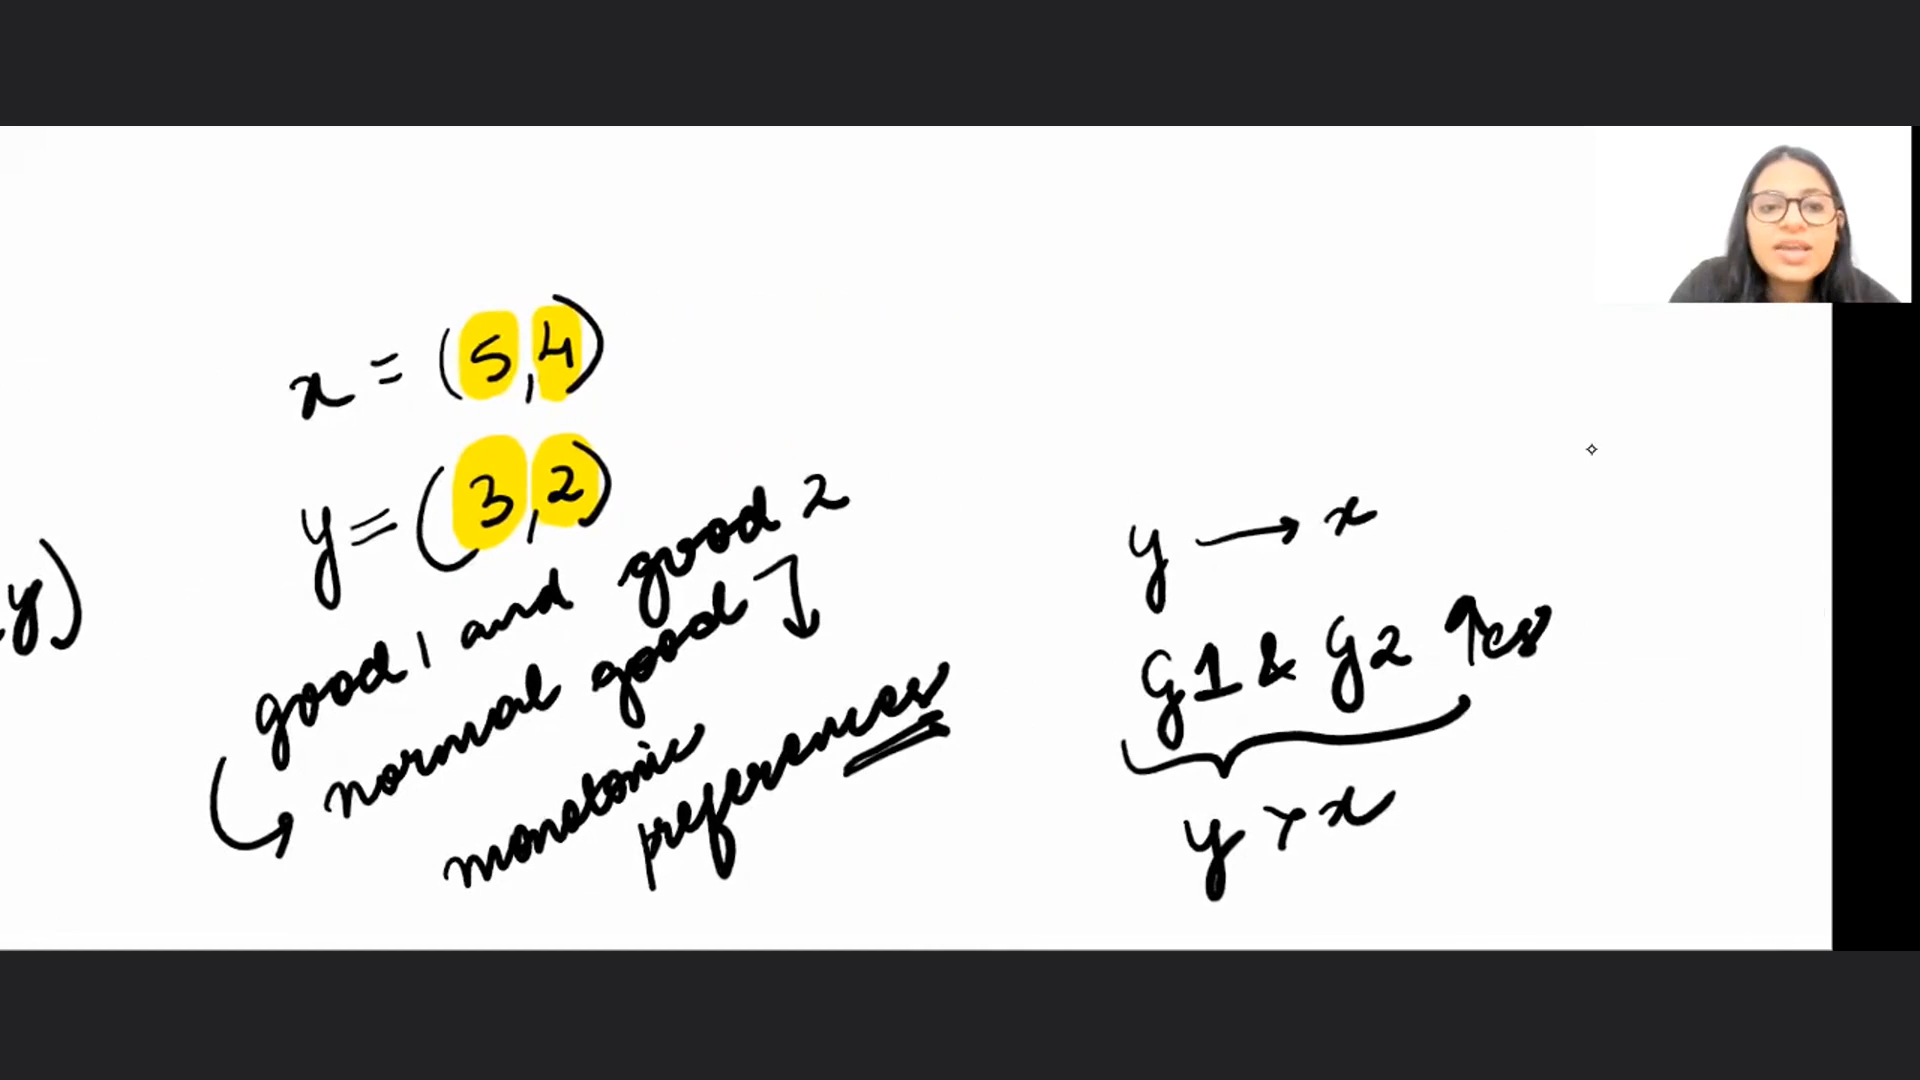 x = (5,4)
y = (3,2)
y)
good 1 and good 2
normal good
monotonic
preferences
y → x
G1 & G2 ↑es
y > x